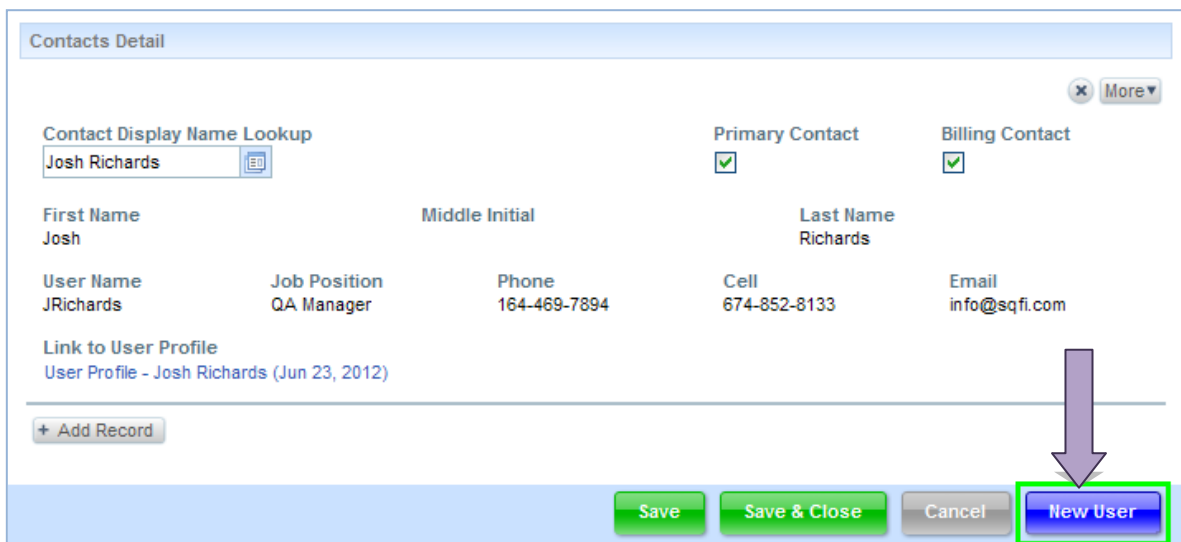 Contacts Detail
More
Contact Display Name Lookup Primary Contact Billing Contact
Josh Richards
First Name Middle Initial Last Name
Josh Richards
User Name Job Position Phone Cell Email
JRichards QA Manager 164-469-7894 674-852-8133 info@sqfi.com
Link to User Profile
User Profile - Josh Richards (Jun 23, 2012)
+ Add Record
Save Save & Close Cancel New User